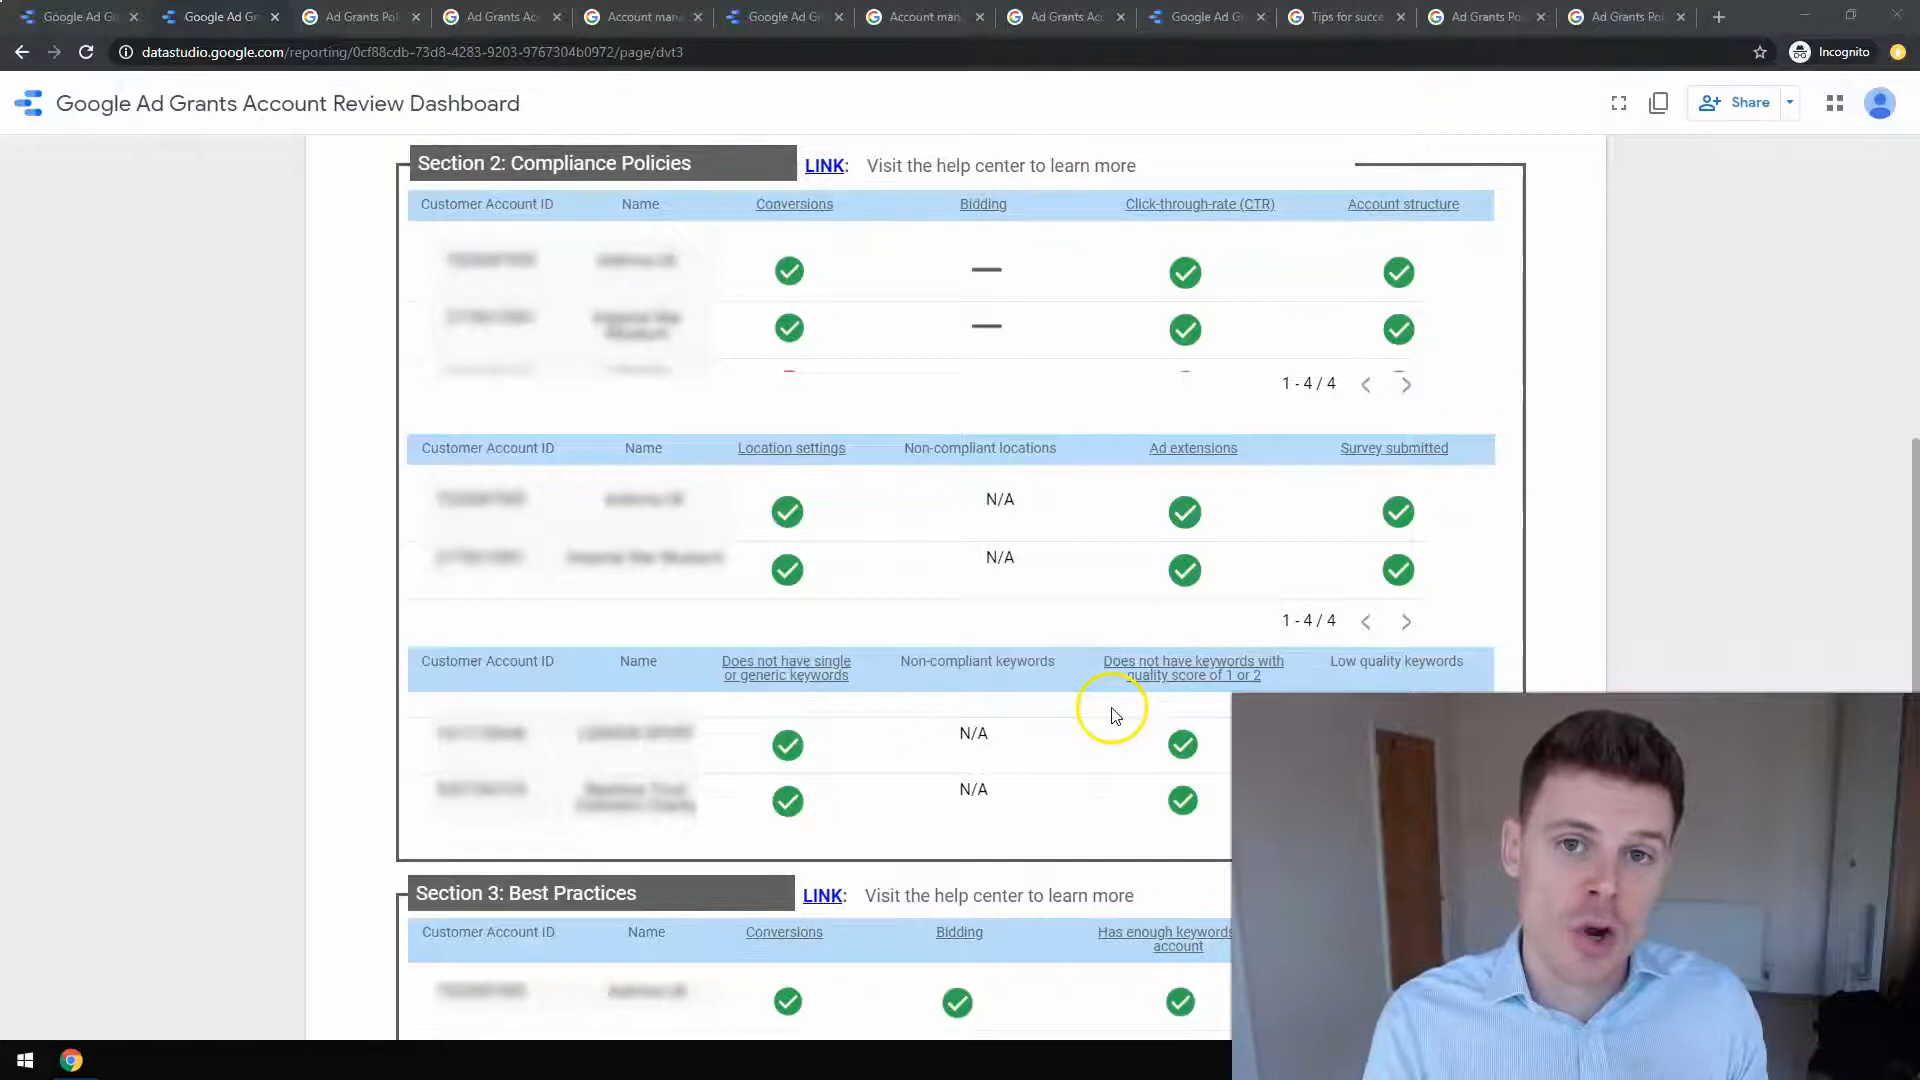 Google Ad G
Google Ad Gr
Ad Grants Pol
Ad Grants Acc
Account man
Google Ad G
Account man
Ad Grants Acc
Google Ad G
Tips for succe
Ad Grants Po
Ad Grants Pol
datastudio.google.com/reporting/0cf88cdb-73d8-4283-9203-9767304b0972/page/dvt3
Incognito
Google Ad Grants Account Review Dashboard
Share
Section 2: Compliance Policies
LINK: Visit the help center to learn more
Customer Account ID Name Conversions Bidding Click-through-rate (CTR) Account structure
1 - 4 / 4
Customer Account ID Name Location settings Non-compliant locations Ad extensions Survey submitted
N/A
N/A
1 - 4 / 4
Customer Account ID Name Does not have single or generic keywords Non-compliant keywords Does not have keywords with quality score of 1 or 2 Low quality keywords
N/A
N/A
Section 3: Best Practices
LINK: Visit the help center to learn more
Customer Account ID Name Conversions Bidding Has enough keywords account